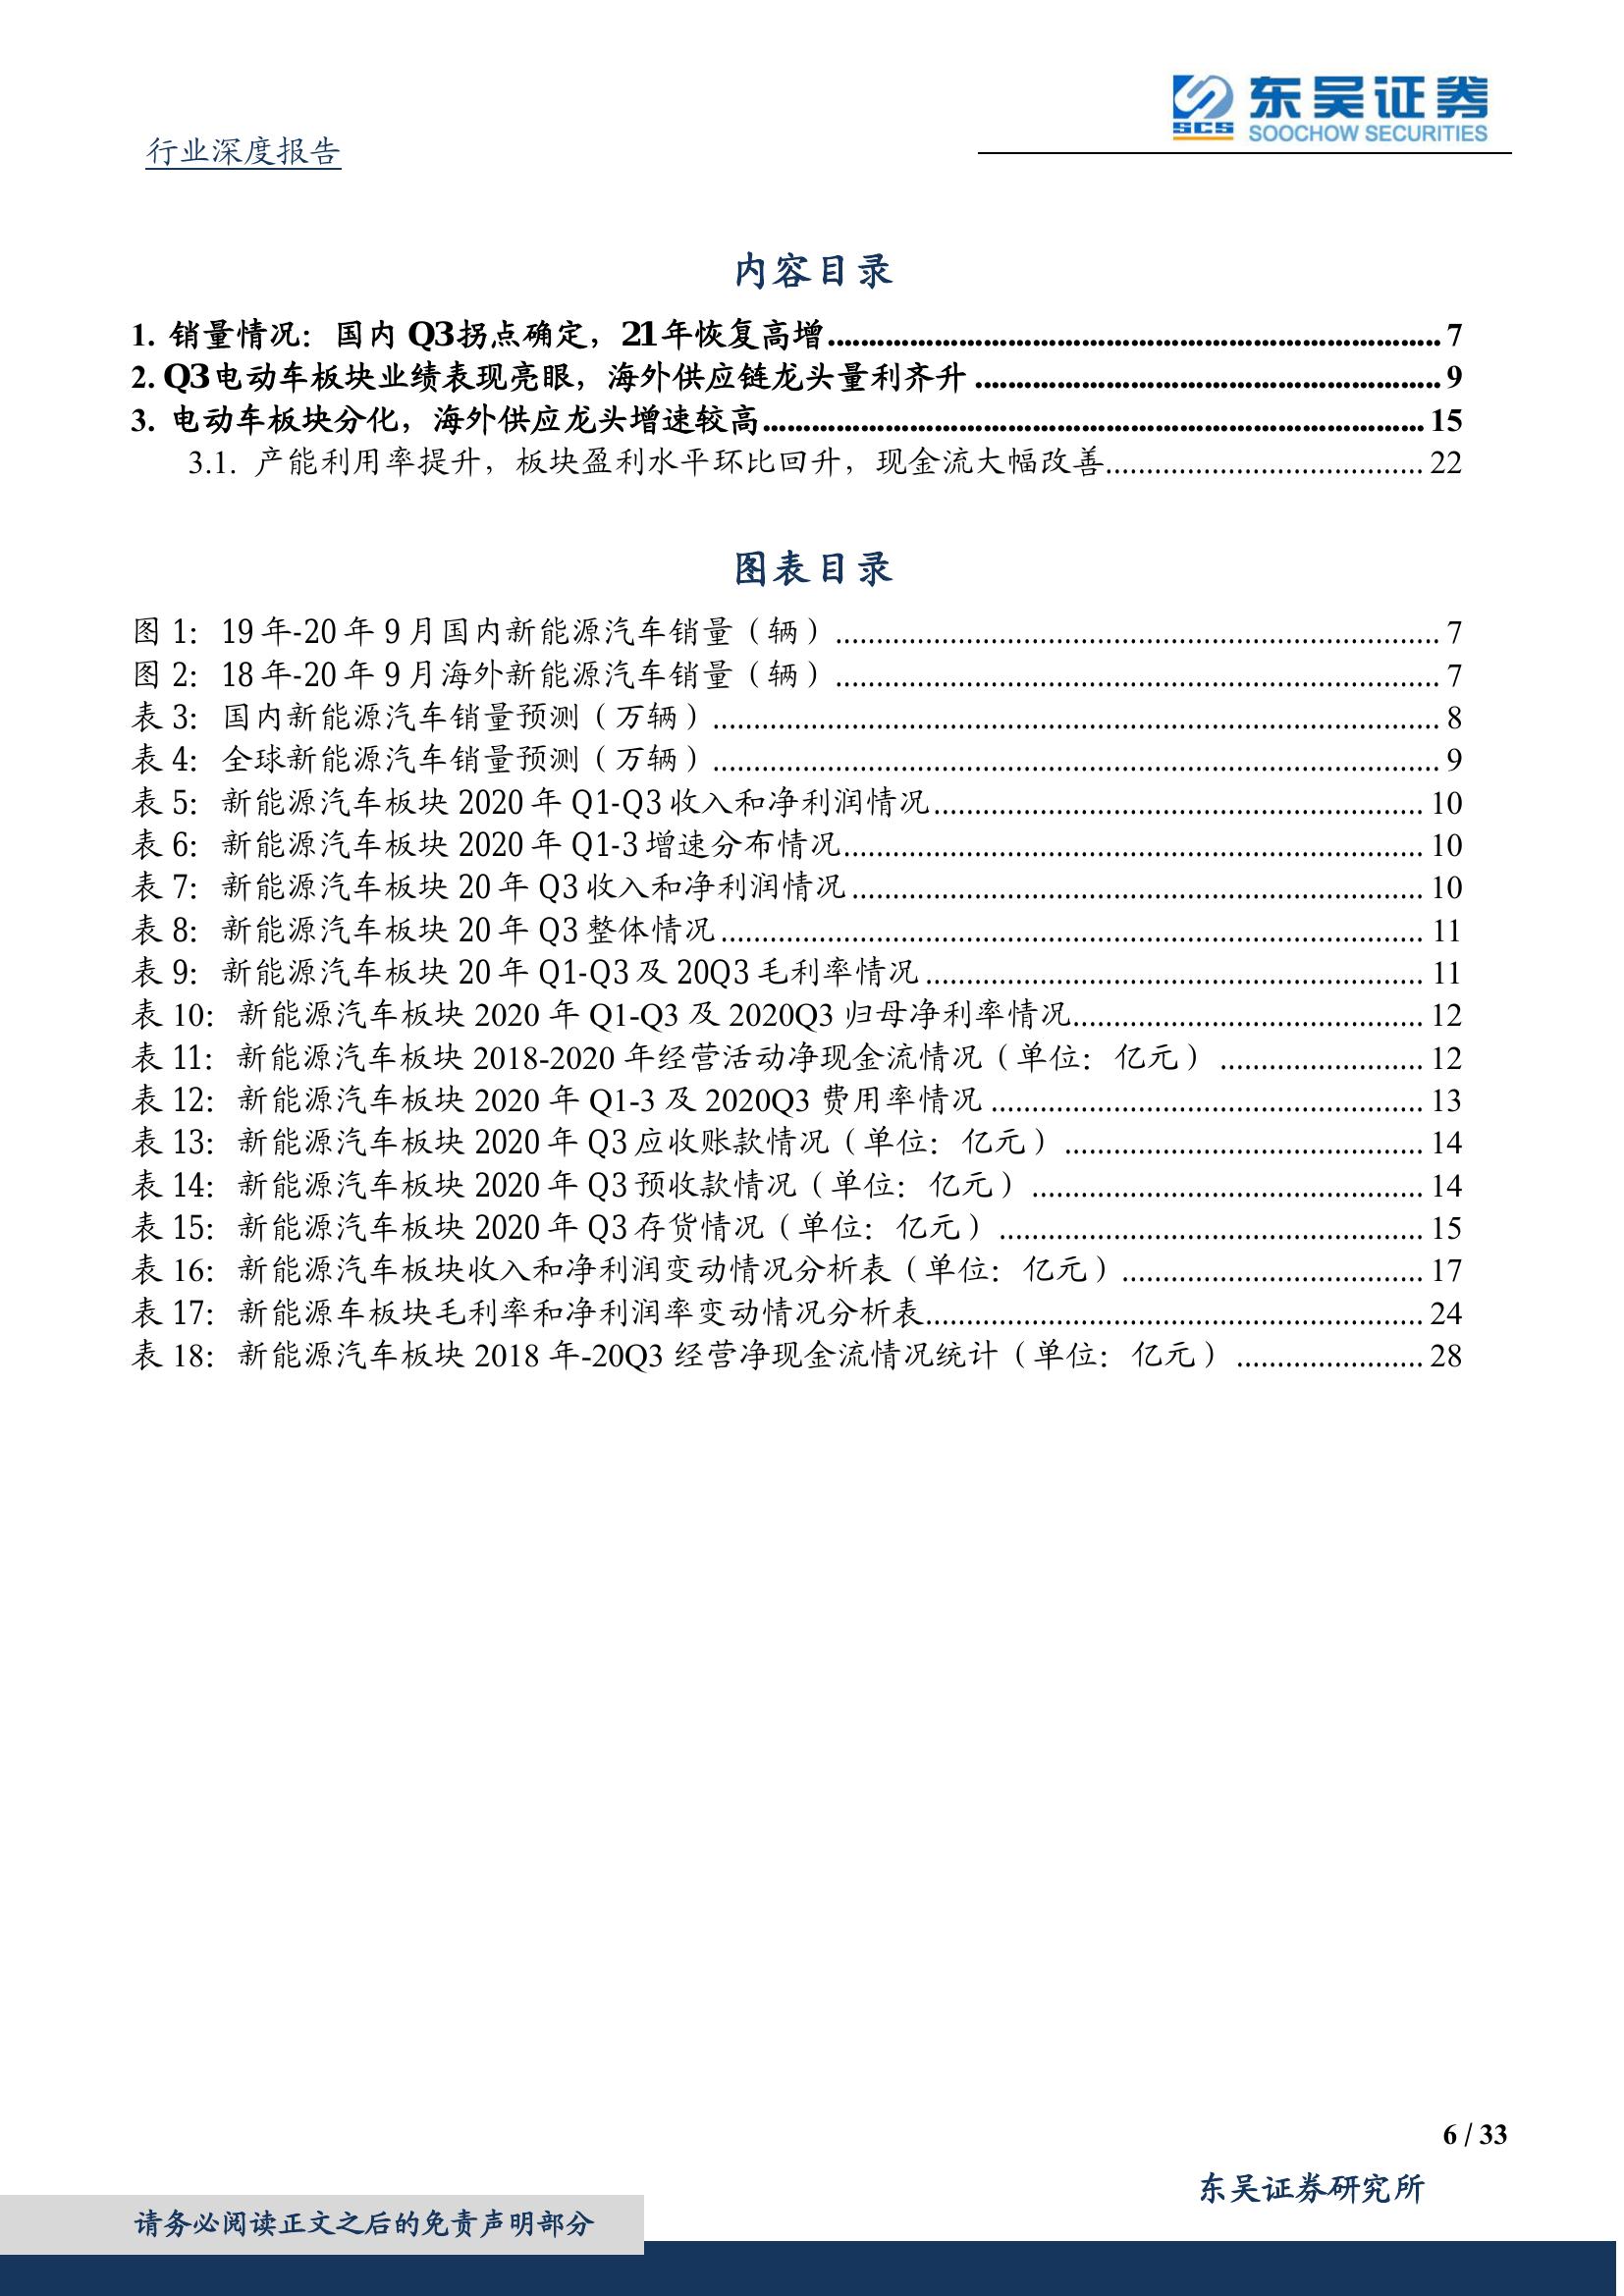 东吴证券
SCS
SOOCHOW SECURITIES
行业深度报告
内容目录
1. 销量情况：国内 Q3 拐点确定，21 年恢复高增........ 7
2. Q3 电动车板块业绩表现亮眼，海外供应链龙头量利齐升........ 9
3. 电动车板块分化，海外供应龙头增速较高........ 15
3.1. 产能利用率提升，板块盈利水平环比回升，现金流大幅改善........ 22
图表目录
图 1：19 年-20 年 9 月国内新能源汽车销量（辆）........ 7
图 2：18 年-20 年 9 月海外新能源汽车销量（辆）........ 7
表 3：国内新能源汽车销量预测（万辆）........ 8
表 4：全球新能源汽车销量预测（万辆）........ 9
表 5：新能源汽车板块 2020 年 Q1-Q3 收入和净利润情况........ 10
表 6：新能源汽车板块 2020 年 Q1-3 增速分布情况........ 10
表 7：新能源汽车板块 20 年 Q3 收入和净利润情况........ 10
表 8：新能源汽车板块 20 年 Q3 整体情况........ 11
表 9：新能源汽车板块 20 年 Q1-Q3 及 20Q3 毛利率情况........ 11
表 10：新能源汽车板块 2020 年 Q1-Q3 及 2020Q3 归母净利率情况........ 12
表 11：新能源汽车板块 2018-2020 年经营活动净现金流情况（单位：亿元）........ 12
表 12：新能源汽车板块 2020 年 Q1-3 及 2020Q3 费用率情况........ 13
表 13：新能源汽车板块 2020 年 Q3 应收账款情况（单位：亿元）........ 14
表 14：新能源汽车板块 2020 年 Q3 预收款情况（单位：亿元）........ 14
表 15：新能源汽车板块 2020 年 Q3 存货情况（单位：亿元）........ 15
表 16：新能源汽车板块收入和净利润变动情况分析表（单位：亿元）........ 17
表 17：新能源车板块毛利率和净利润率变动情况分析表........ 24
表 18：新能源汽车板块 2018 年-20Q3 经营净现金流情况统计（单位：亿元）........ 28
6 / 33
东吴证券研究所
请务必阅读正文之后的免责声明部分